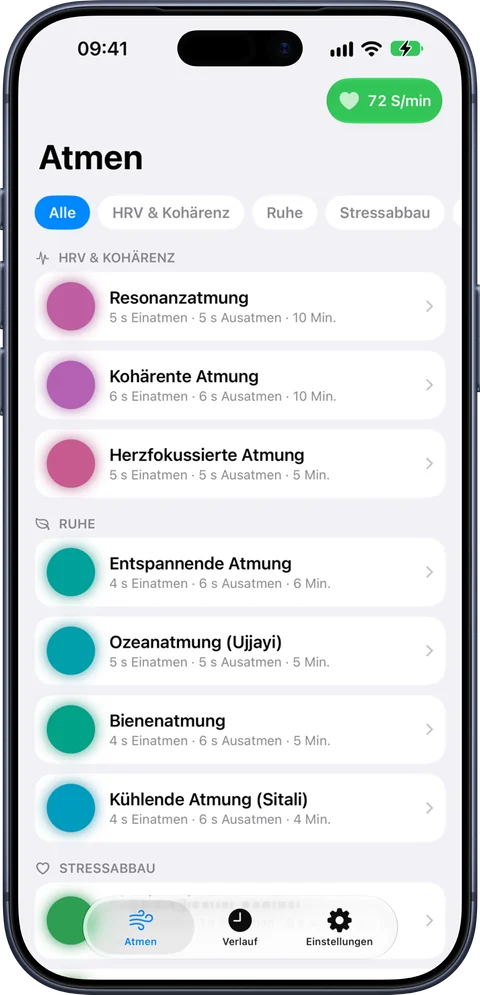 09:41
72 S/min
Atmen
Alle
HRV & Kohärenz
Ruhe
Stressabbau
HRV & KOHÄRENZ
Resonanzatmung
5 s Einatmen · 5 s Ausatmen · 10 Min.
Kohärente Atmung
6 s Einatmen · 6 s Ausatmen · 10 Min.
Herzfokussierte Atmung
5 s Einatmen · 5 s Ausatmen · 5 Min.
RUHE
Entspannende Atmung
4 s Einatmen · 6 s Ausatmen · 6 Min.
Ozeanatmung (Ujjayi)
5 s Einatmen · 5 s Ausatmen · 5 Min.
Bienenatmung
4 s Einatmen · 6 s Ausatmen · 5 Min.
Kühlende Atmung (Sitali)
4 s Einatmen · 6 s Ausatmen · 4 Min.
STRESSABBAU
Atmen
Verlauf
Einstellungen